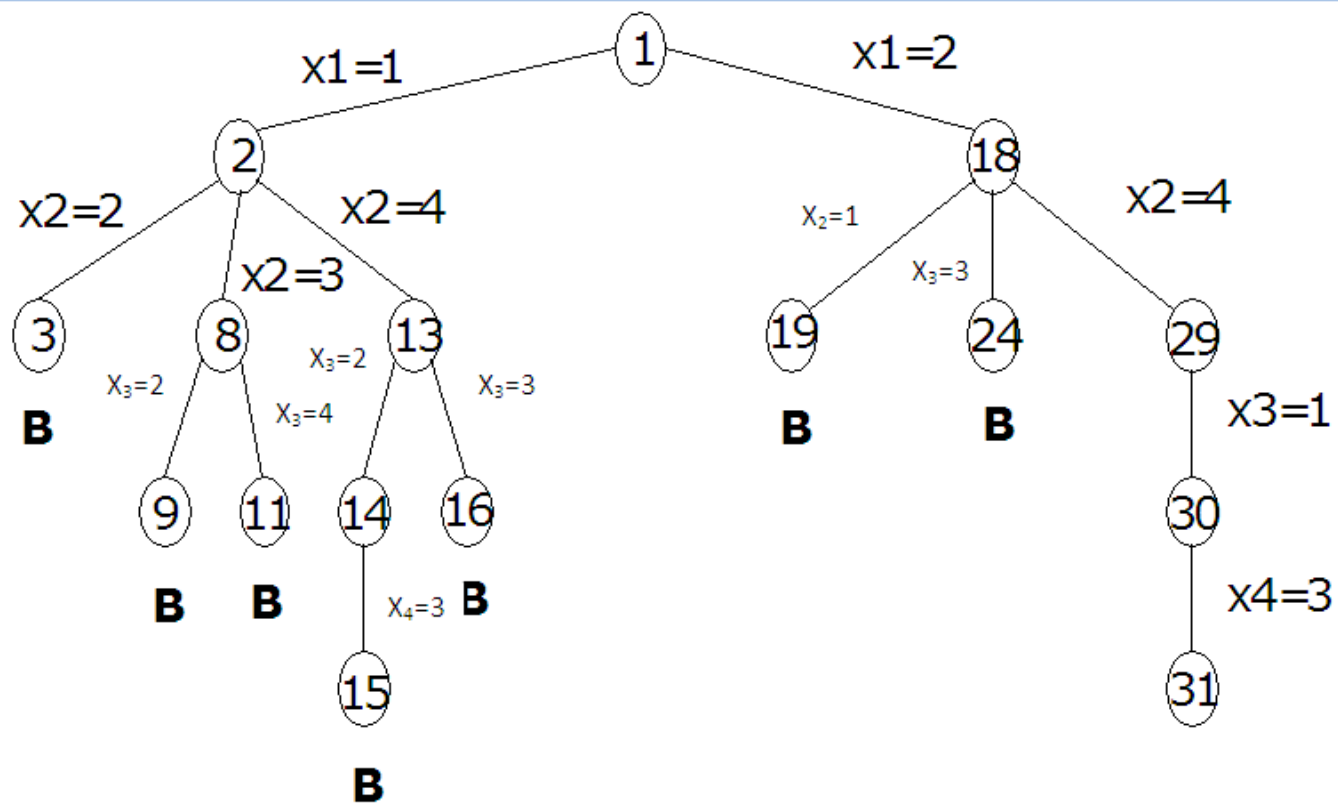 1
x1=1
x1=2
2
18
x2=2
x2=4
x2=3
X₂=1
X₃=3
x2=4
3
8
13
19
24
29
X₃=2
X₃=4
X₃=2
X₃=3
x3=1
B
B
B
9
11
14
16
30
B
B
X₄=3
B
x4=3
15
31
B